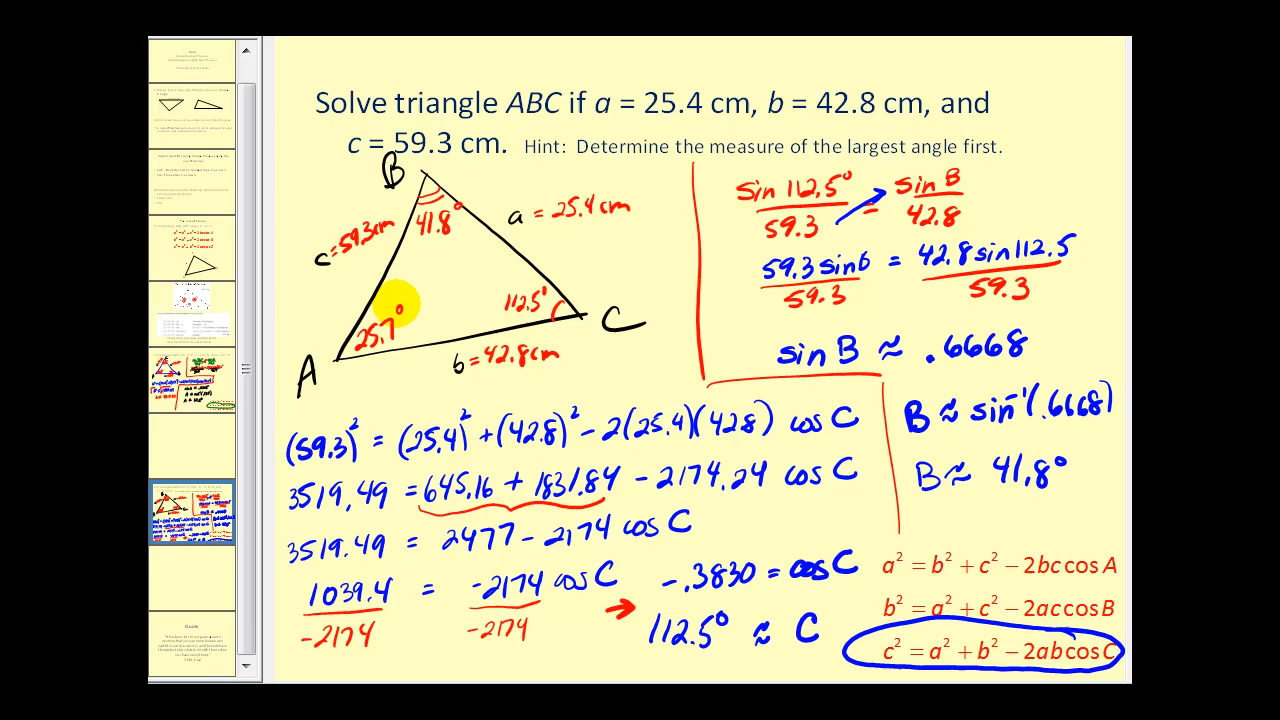 Solve triangle ABC if a = 25.4 cm, b = 42.8 cm, and
c = 59.3 cm. Hint: Determine the measure of the largest angle first.
B
41.8°
a = 25.4 cm
c = 59.3 cm
112.5°
C
25.7°
A
b = 42.8 cm
sin 112.5° / 59.3 = sin B / 42.8
59.3 sin B / 59.3 = 42.8 sin 112.5 / 59.3
sin B ≈ .6668
B ≈ sin⁻¹(.6668)
B ≈ 41.8°
(59.3)² = (25.4)² + (42.8)² - 2(25.4)(42.8) cos C
3519.49 = 645.16 + 1831.84 - 2174.24 cos C
3519.49 = 2477 - 2174 cos C
1039.4 / -2174 = -2174 cos C / -2174
-.3830 = cos C
112.5° ≈ C
a² = b² + c² − 2bc cos A
b² = a² + c² − 2ac cos B
c² = a² + b² − 2ab cos C
Quote